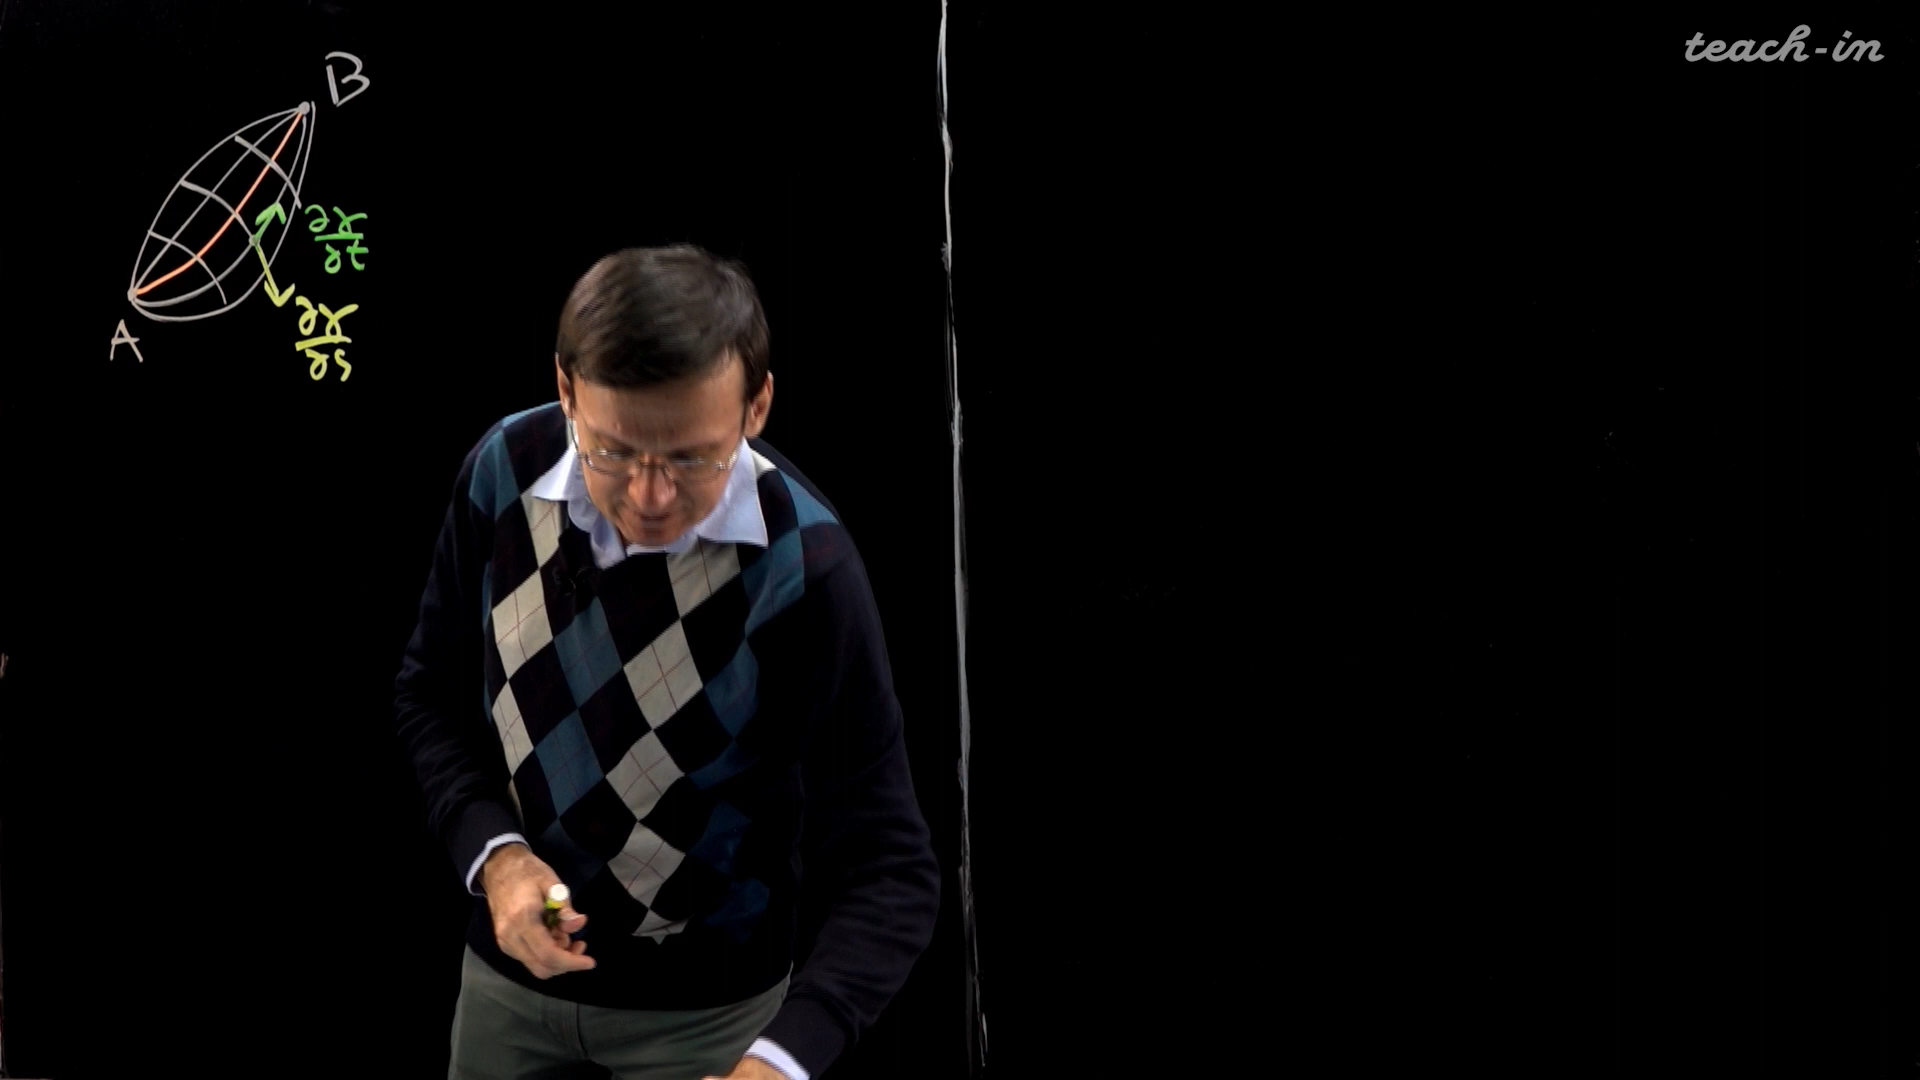 teach-in
B
∂γ
∂t
∂γ
∂s
A